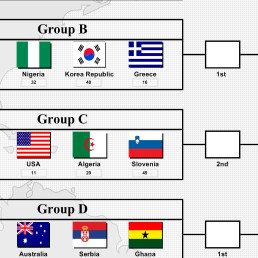 Group B
Nigeria Korea Republic Greece 1st
32 48 16
Group C
USA Algeria Slovenia 2nd
11 29 48
Group D
Australia Serbia Ghana 1st